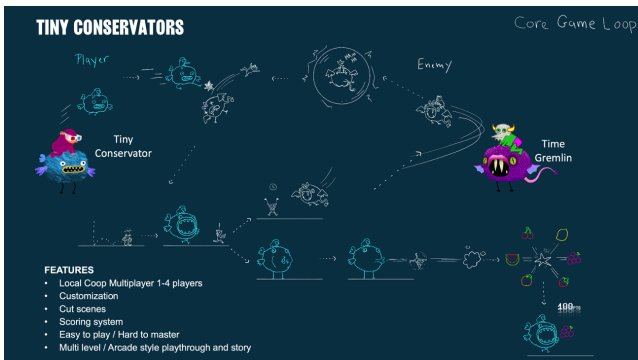 TINY CONSERVATORS
Core Game Loop
Player
Enemy
Tiny
Conservator
Time
Gremlin
FEATURES
• Local Coop Multiplayer 1-4 players
• Customization
• Cut scenes
• Scoring system
• Easy to play / Hard to master
• Multi level / Arcade style playthrough and story